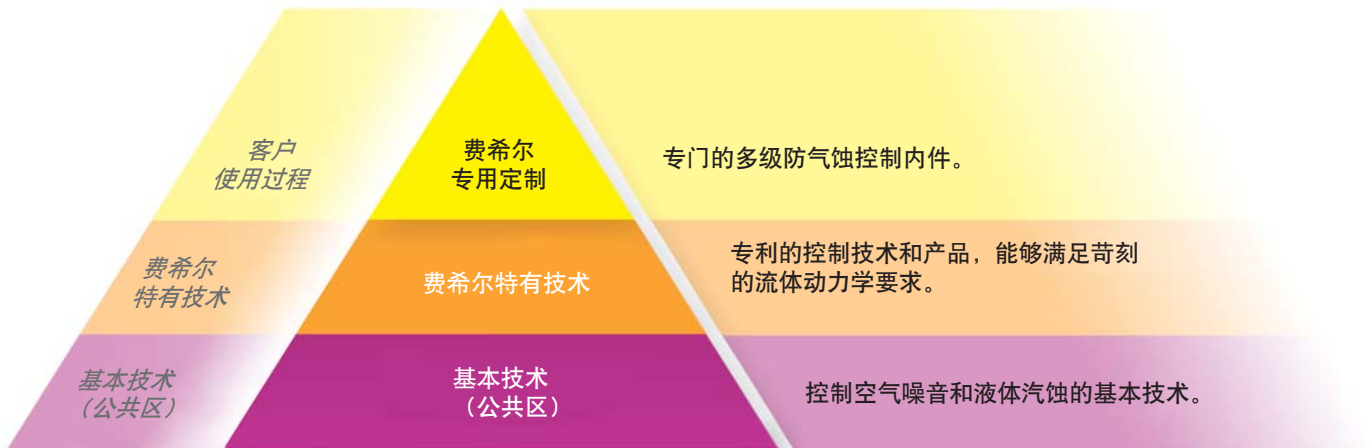 客户
使用过程
费希尔
专用定制
专门的多级防气蚀控制内件。
费希尔
特有技术
费希尔特有技术
专利的控制技术和产品，能够满足苛刻
的流体动力学要求。
基本技术
（公共区）
基本技术
（公共区）
控制空气噪音和液体汽蚀的基本技术。